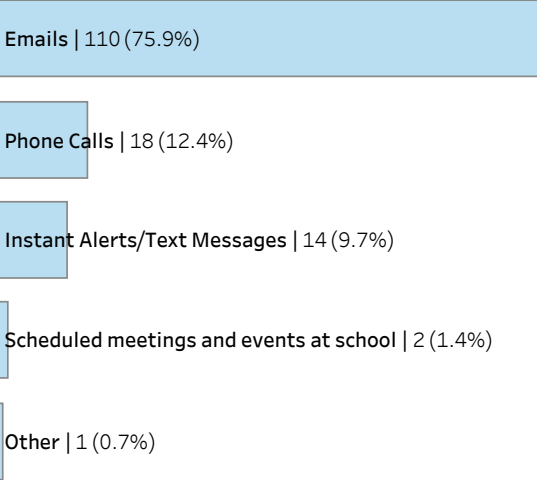 Emails | 110 (75.9%)
Phone Calls | 18 (12.4%)
Instant Alerts/Text Messages | 14 (9.7%)
Scheduled meetings and events at school | 2 (1.4%)
Other | 1 (0.7%)